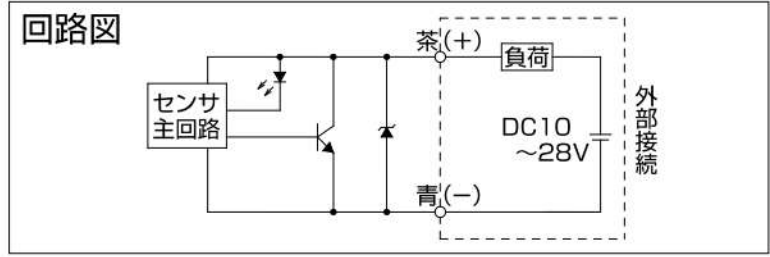 回路図
茶(+)
負荷
センサ
主回路
DC10
~28V
外部接続
青(−)